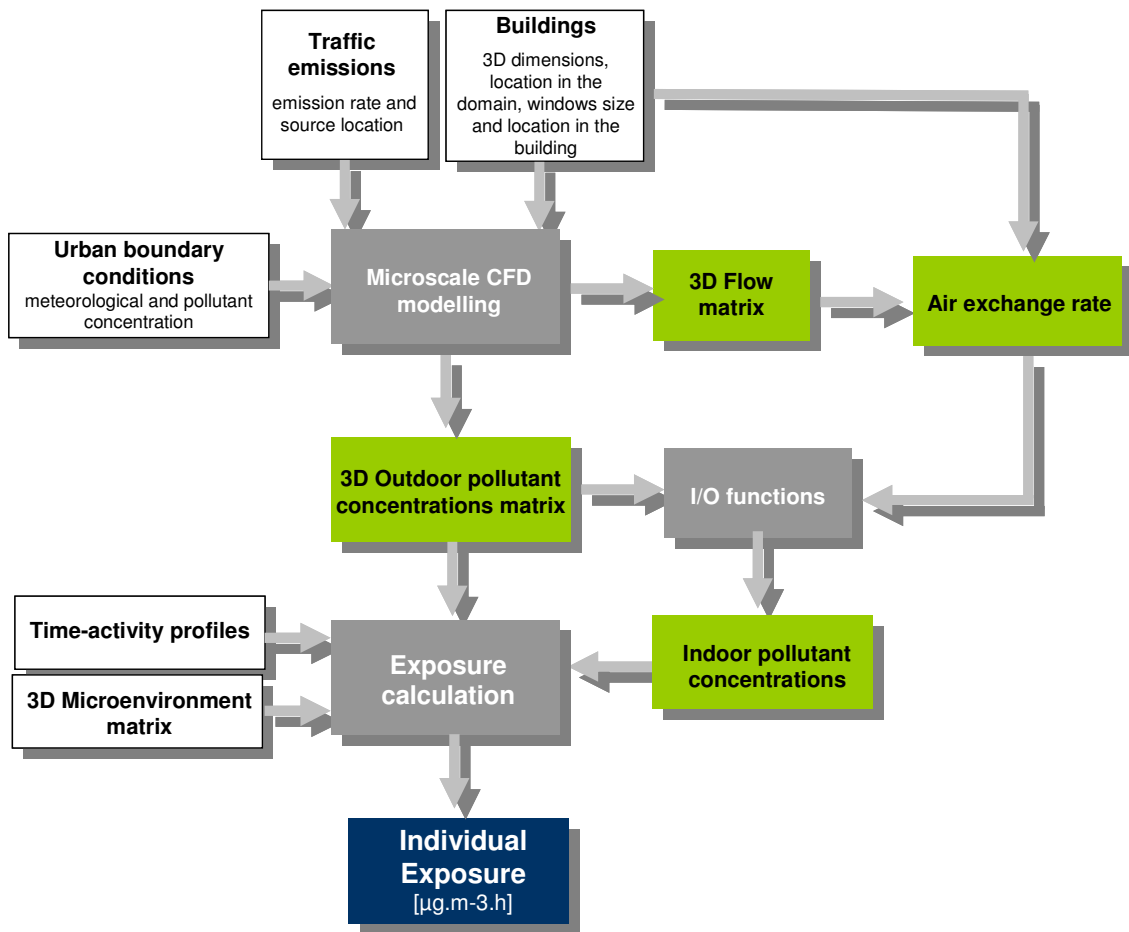 Traffic
emissions
emission rate and
source location
Buildings
3D dimensions,
location in the
domain, windows size
and location in the
building
Urban boundary
conditions
meteorological and pollutant
concentration
Microscale CFD
modelling
3D Flow
matrix
Air exchange rate
3D Outdoor pollutant
concentrations matrix
I/O functions
Time-activity profiles
3D Microenvironment
matrix
Exposure
calculation
Indoor pollutant
concentrations
Individual
Exposure
[µg.m-3.h]